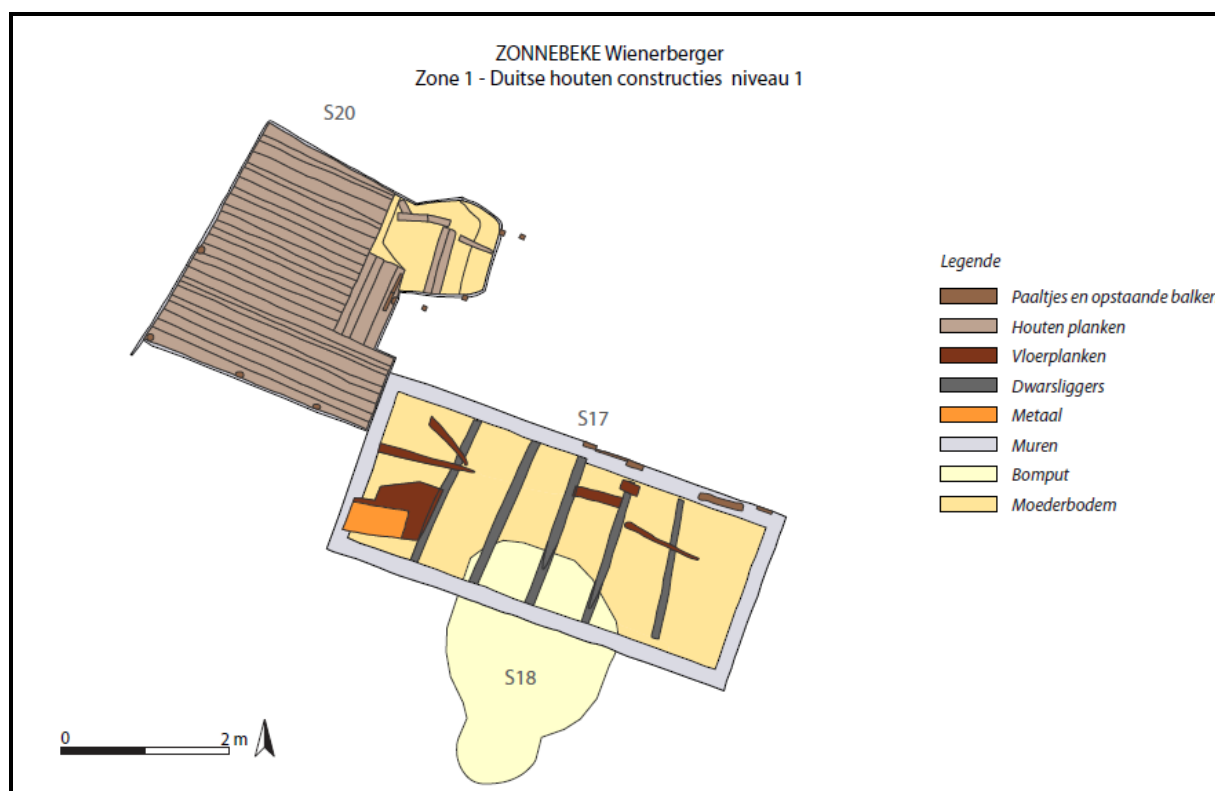 ZONNEBEKE Wienerberger
Zone 1 - Duitse houten constructies niveau 1
S20
S17
S18
Legende
Paaltjes en opstaande balken
Houten planken
Vloerplanken
Dwarsliggers
Metaal
Muren
Bomput
Moederbodem
0 2 m